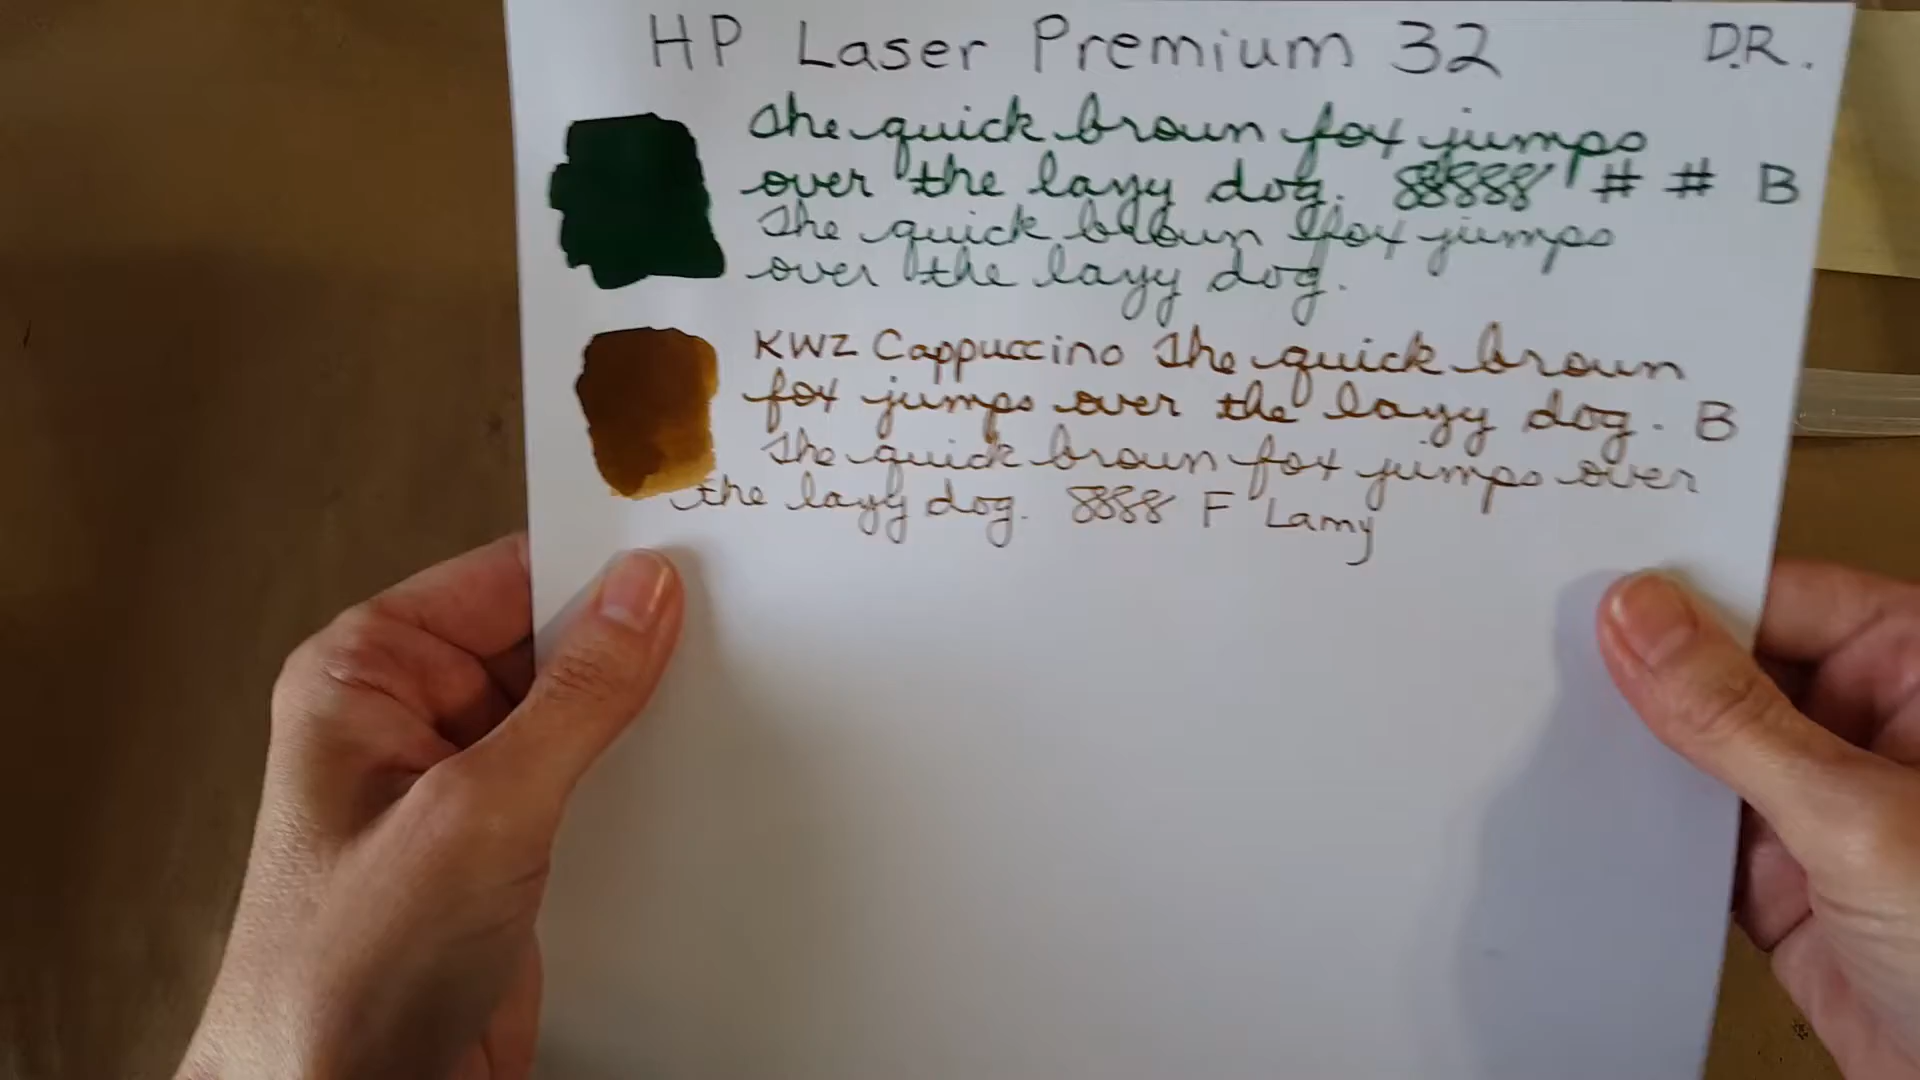 HP Laser Premium 32 D.R.
The quick brown fox jumps
over the lazy dog. 88888 # # B
The quick brown fox jumps
over the lazy dog.
KWZ Cappuccino The quick brown
fox jumps over the lazy dog. B
The quick brown fox jumps over
the lazy dog. 8888 F Lamy